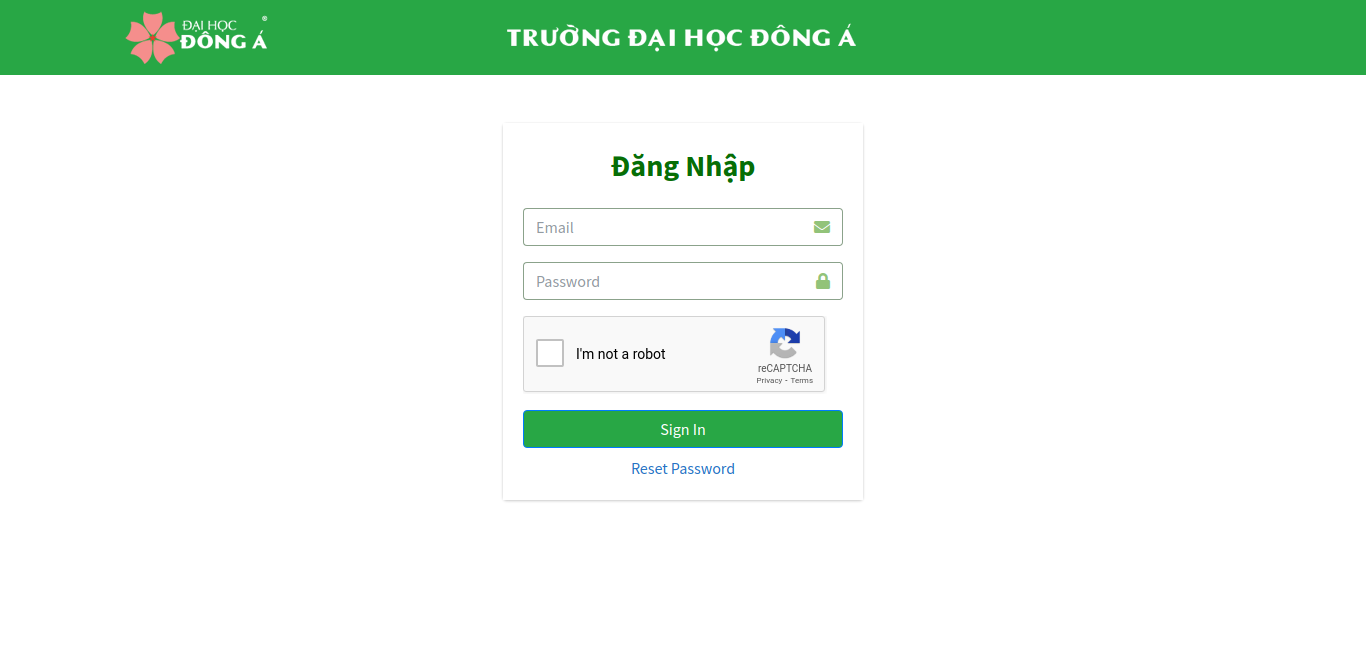 ĐẠI HỌC
ĐÔNG Á
®
TRƯỜNG ĐẠI HỌC ĐÔNG Á
Đăng Nhập
Email
Password
I'm not a robot
reCAPTCHA
Privacy - Terms
Sign In
Reset Password